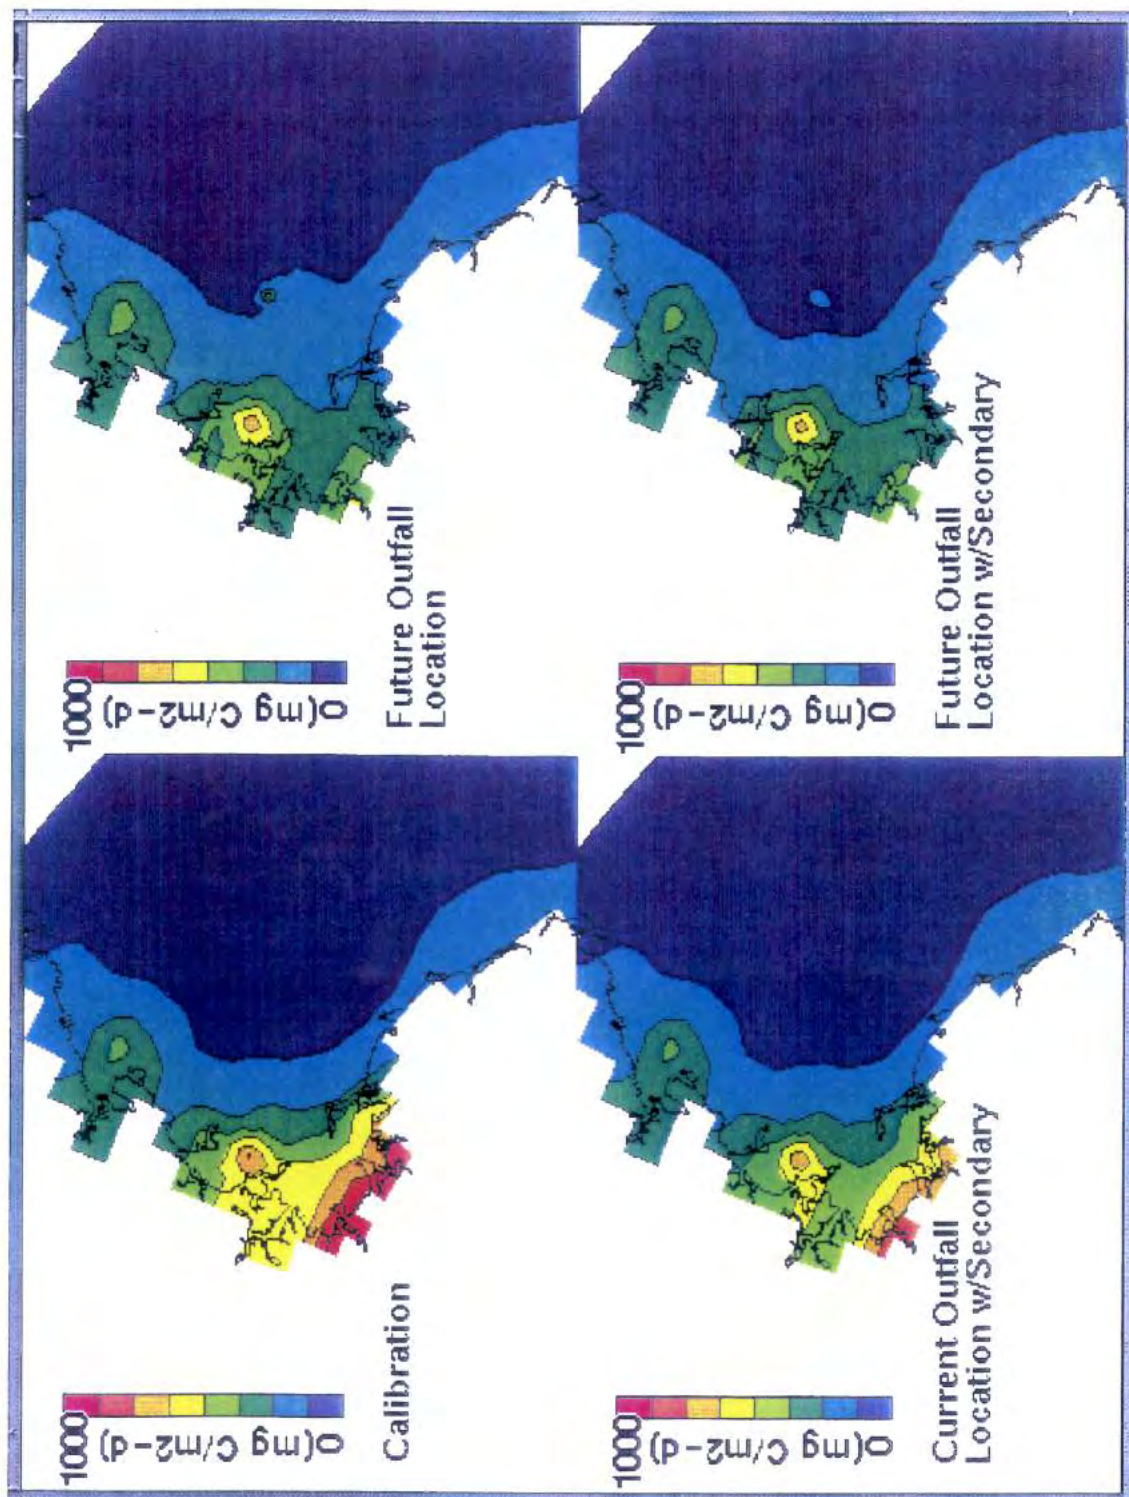 1000
0(mg C/m2-d)
Calibration
1000
0(mg C/m2-d)
Future Outfall
Location
1000
0(mg C/m2-d)
Current Outfall
Location w/Secondary
1000
0(mg C/m2-d)
Future Outfall
Location w/Secondary